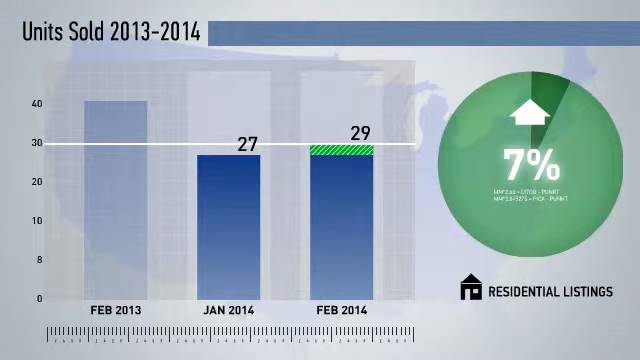 Units Sold 2013-2014
40
30
20
10
8
0
27
29
FEB 2013
JAN 2014
FEB 2014
7%
RESIDENTIAL LISTINGS